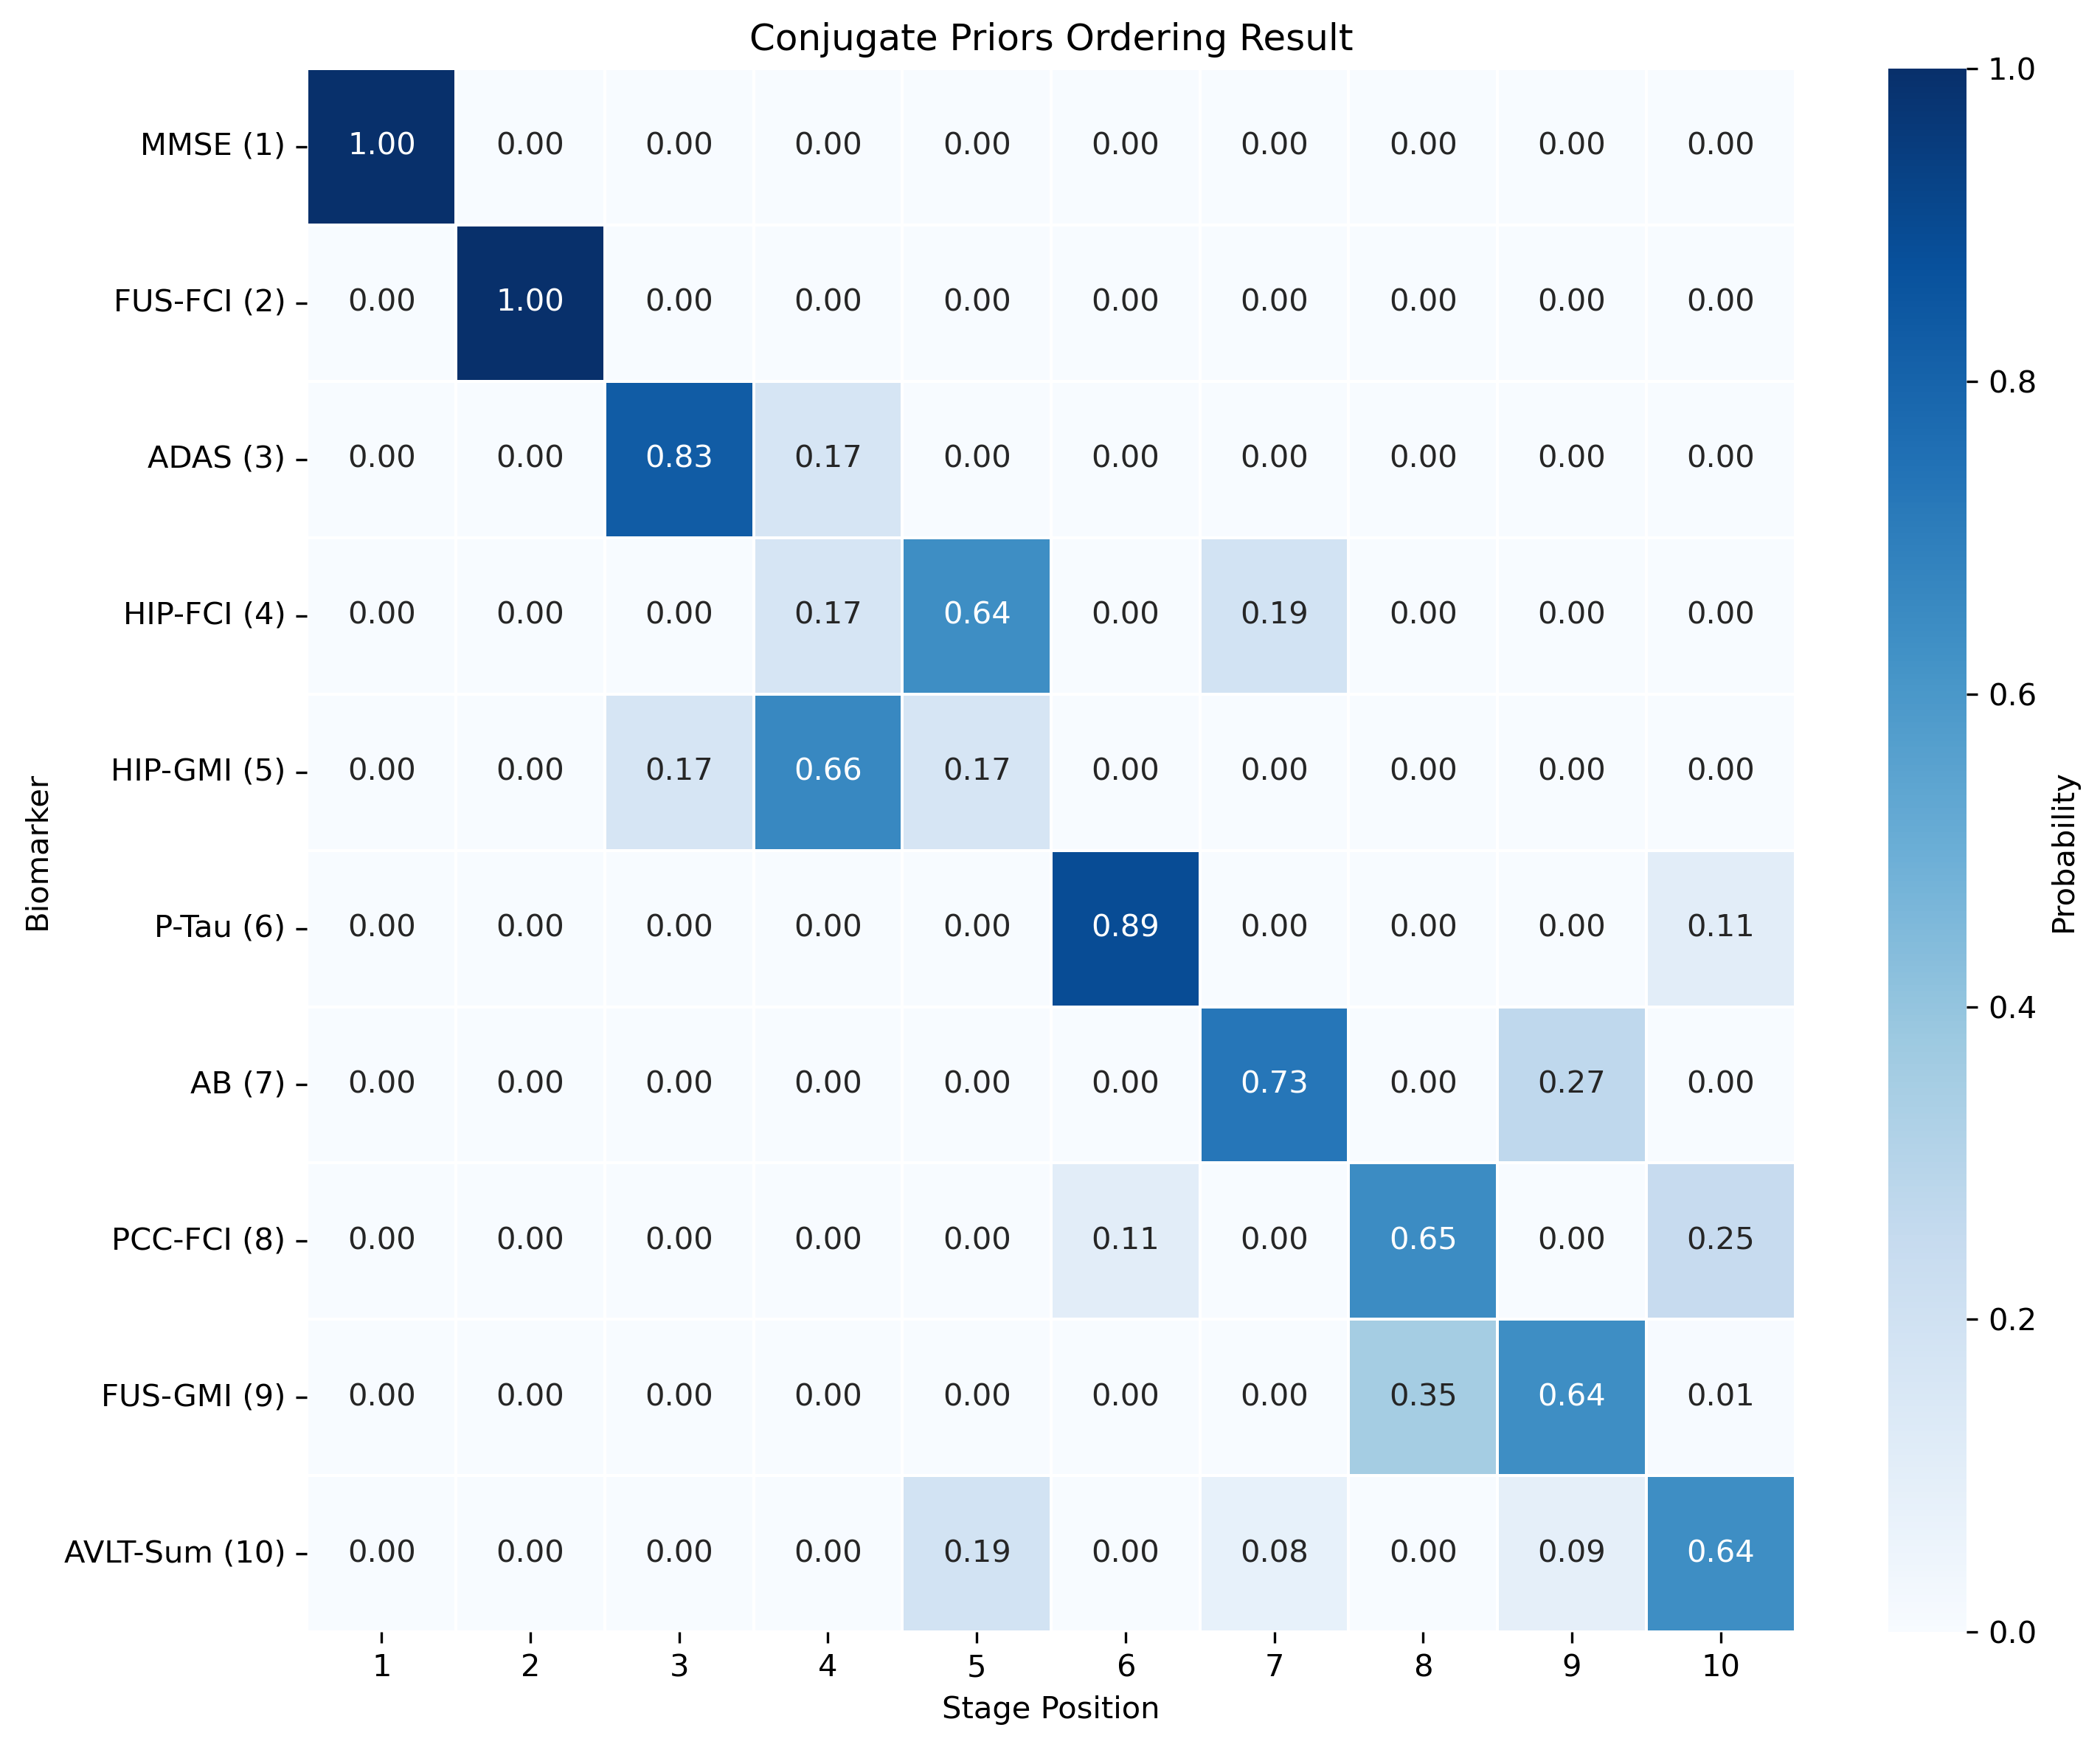 Conjugate Priors Ordering Result
MMSE (1) 1.00 0.00 0.00 0.00 0.00 0.00 0.00 0.00 0.00 0.00
FUS-FCI (2) 0.00 1.00 0.00 0.00 0.00 0.00 0.00 0.00 0.00 0.00
ADAS (3) 0.00 0.00 0.83 0.17 0.00 0.00 0.00 0.00 0.00 0.00
HIP-FCI (4) 0.00 0.00 0.00 0.17 0.64 0.00 0.19 0.00 0.00 0.00
HIP-GMI (5) 0.00 0.00 0.17 0.66 0.17 0.00 0.00 0.00 0.00 0.00
P-Tau (6) 0.00 0.00 0.00 0.00 0.00 0.89 0.00 0.00 0.00 0.11
AB (7) 0.00 0.00 0.00 0.00 0.00 0.00 0.73 0.00 0.27 0.00
PCC-FCI (8) 0.00 0.00 0.00 0.00 0.00 0.11 0.00 0.65 0.00 0.25
FUS-GMI (9) 0.00 0.00 0.00 0.00 0.00 0.00 0.00 0.35 0.64 0.01
AVLT-Sum (10) 0.00 0.00 0.00 0.00 0.19 0.00 0.08 0.00 0.09 0.64
1 2 3 4 5 6 7 8 9 10
Stage Position
Biomarker
1.0
0.8
0.6
0.4
0.2
0.0
Probability